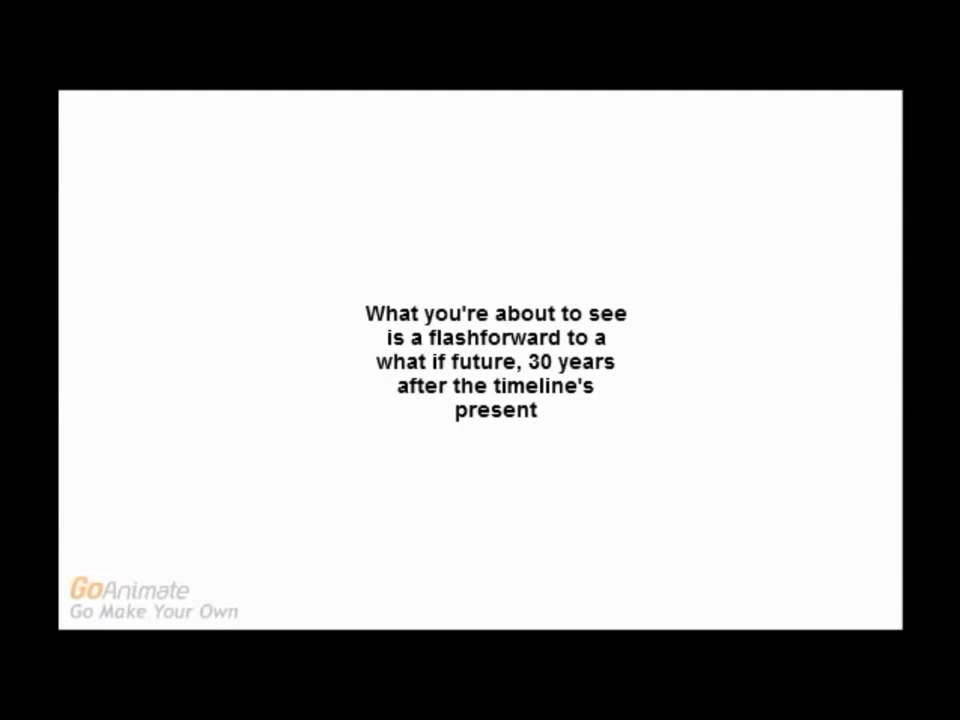 What you're about to see
is a flashforward to a
what if future, 30 years
after the timeline's
present
GoAnimate
Go Make Your Own